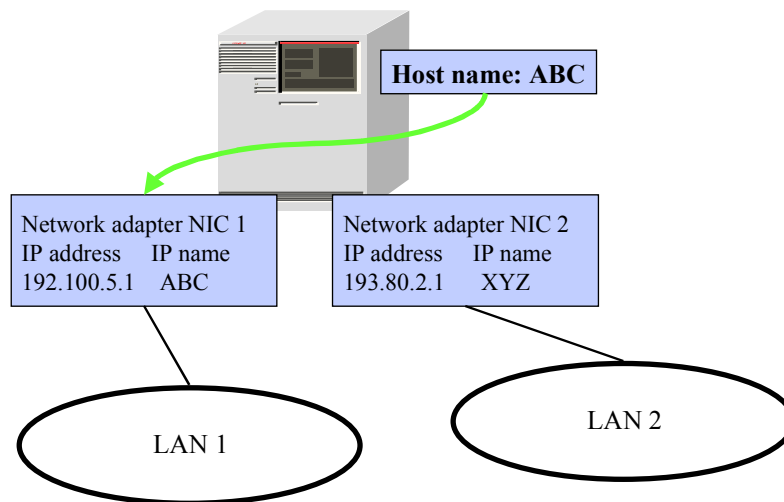 Host name: ABC
Network adapter NIC 1
IP address IP name
192.100.5.1 ABC
Network adapter NIC 2
IP address IP name
193.80.2.1 XYZ
LAN 1
LAN 2